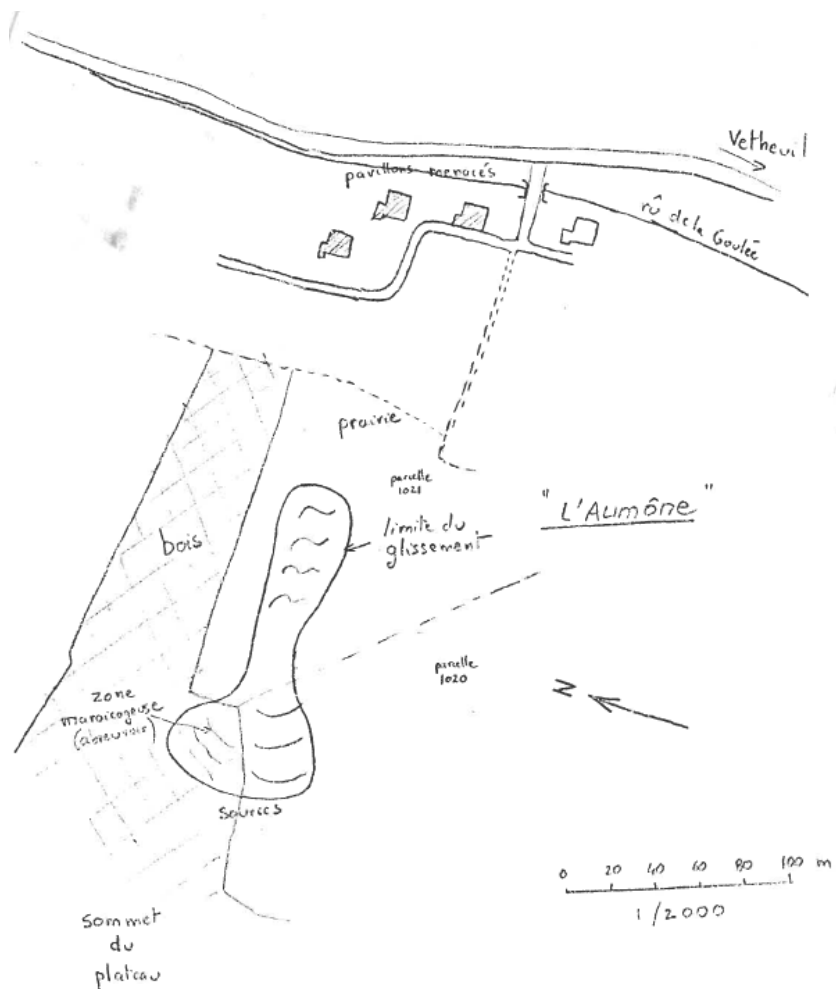 Vetheuil
pavillons menacés
rû de la Goulée
prairie
parcelle
1021
"L'Aumône"
limite du
glissement
bois
parcelle
1020
zone
marécageuse
(abreuvoir)
N
sources
0 20 40 60 80 100 m
1/2000
sommet
du
plateau